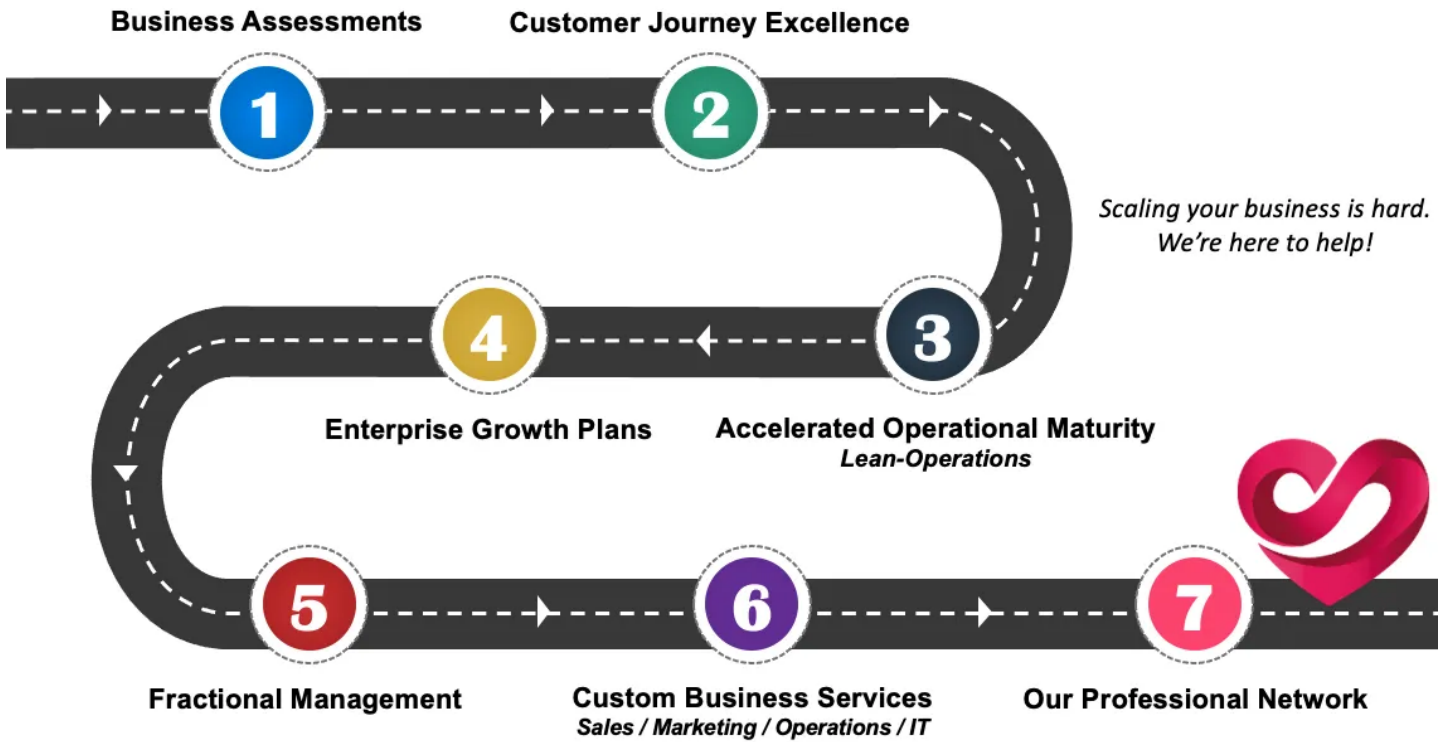 Business Assessments
Customer Journey Excellence
1
2
Scaling your business is hard.
We're here to help!
3
4
Accelerated Operational Maturity
Lean-Operations
Enterprise Growth Plans
5
6
7
Fractional Management
Custom Business Services
Sales / Marketing / Operations / IT
Our Professional Network